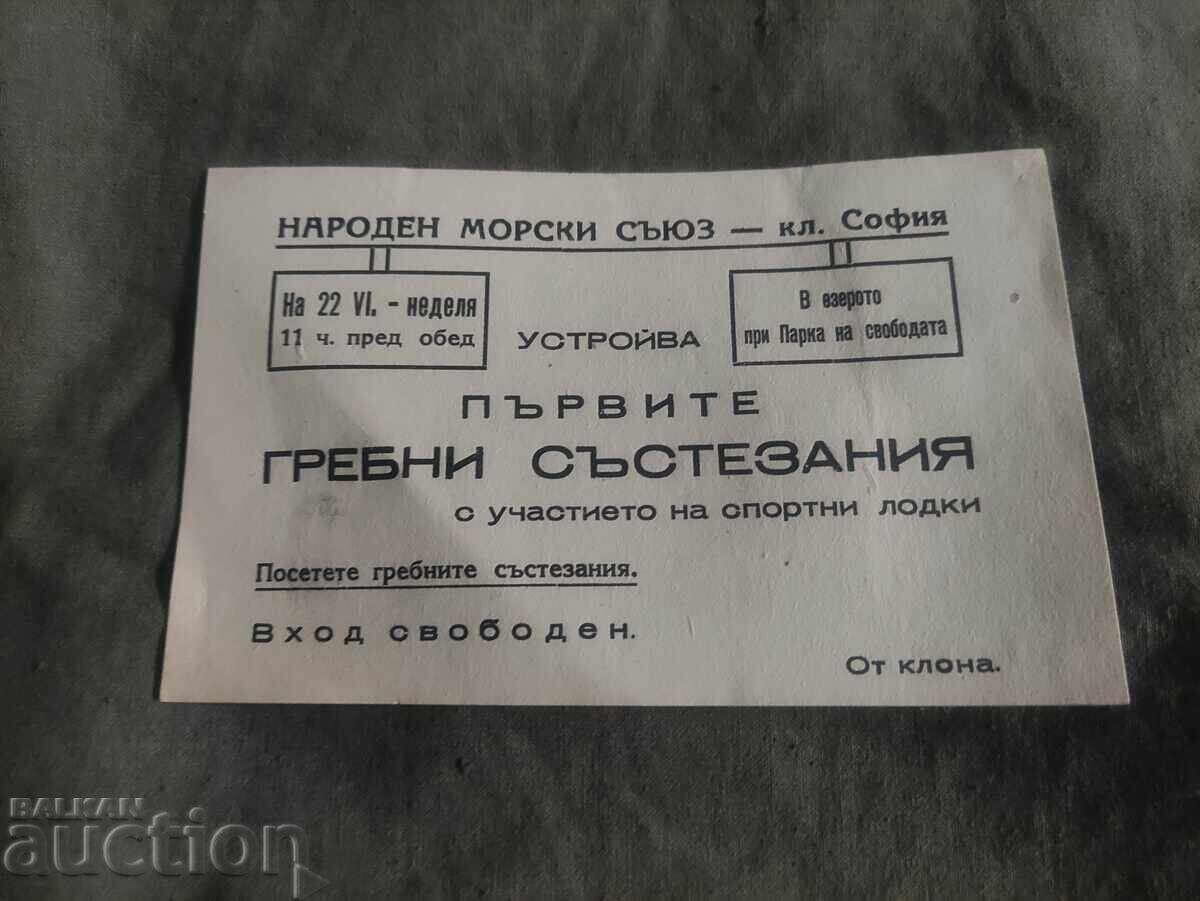 НАРОДЕН МОРСКИ СЪЮЗ — кл. София
На 22 VI. - неделя
11 ч. пред обед
УСТРОЙВА
В езерото
при Парка на свободата
ПЪРВИТЕ
ГРЕБНИ СЪСТЕЗАНИЯ
с участието на спортни лодки
Посетете гребните състезания.
Вход свободен.
От клона.
BALKAN
auction